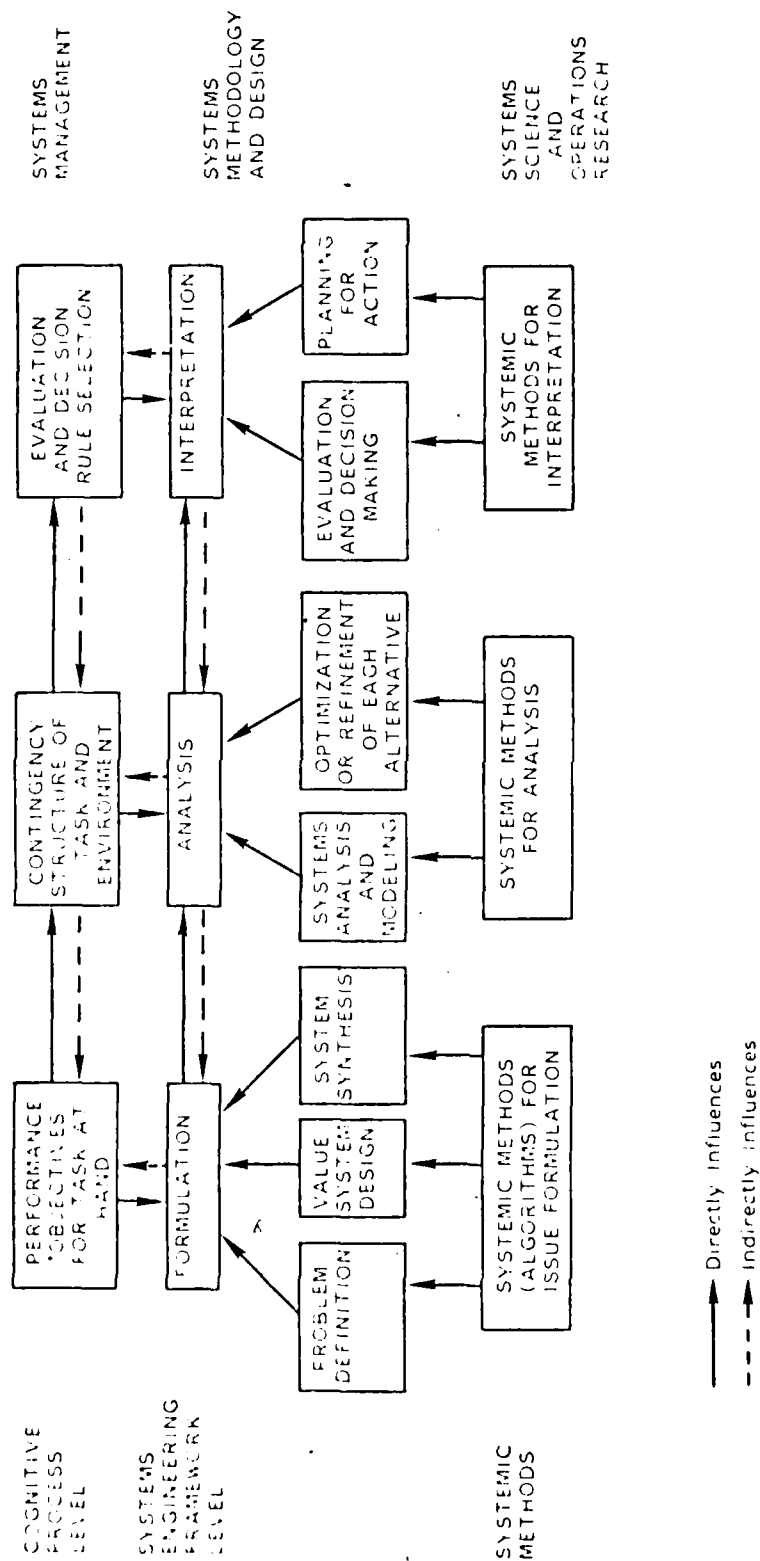 COGNITIVE
PROCESS
LEVEL
PERFORMANCE
OBJECTIVES
FOR TASK AT
HAND
CONTINGENCY
STRUCTURE OF
TASK AND
ENVIRONMENT
EVALUATION
AND DECISION
RULE SELECTION
SYSTEMS
MANAGEMENT
SYSTEMS
ENGINEERING
FRAMEWORK
LEVEL
FORMULATION
ANALYSIS
INTERPRETATION
SYSTEMS
METHODOLOGY
AND DESIGN
PROBLEM
DEFINITION
VALUE
SYSTEM
DESIGN
SYSTEM
SYNTHESIS
SYSTEMS
ANALYSIS
AND
MODELING
OPTIMIZATION
OR REFINEMENT
OF EACH
ALTERNATIVE
EVALUATION
AND DECISION
MAKING
PLANNING
FOR
ACTION
SYSTEMIC
METHODS
SYSTEMIC METHODS
(ALGORITHMS) FOR
ISSUE FORMULATION
SYSTEMIC METHODS
FOR ANALYSIS
SYSTEMIC
METHODS FOR
INTERPRETATION
SYSTEMS
SCIENCE
AND
OPERATIONS
RESEARCH
Directly Influences
Indirectly Influences